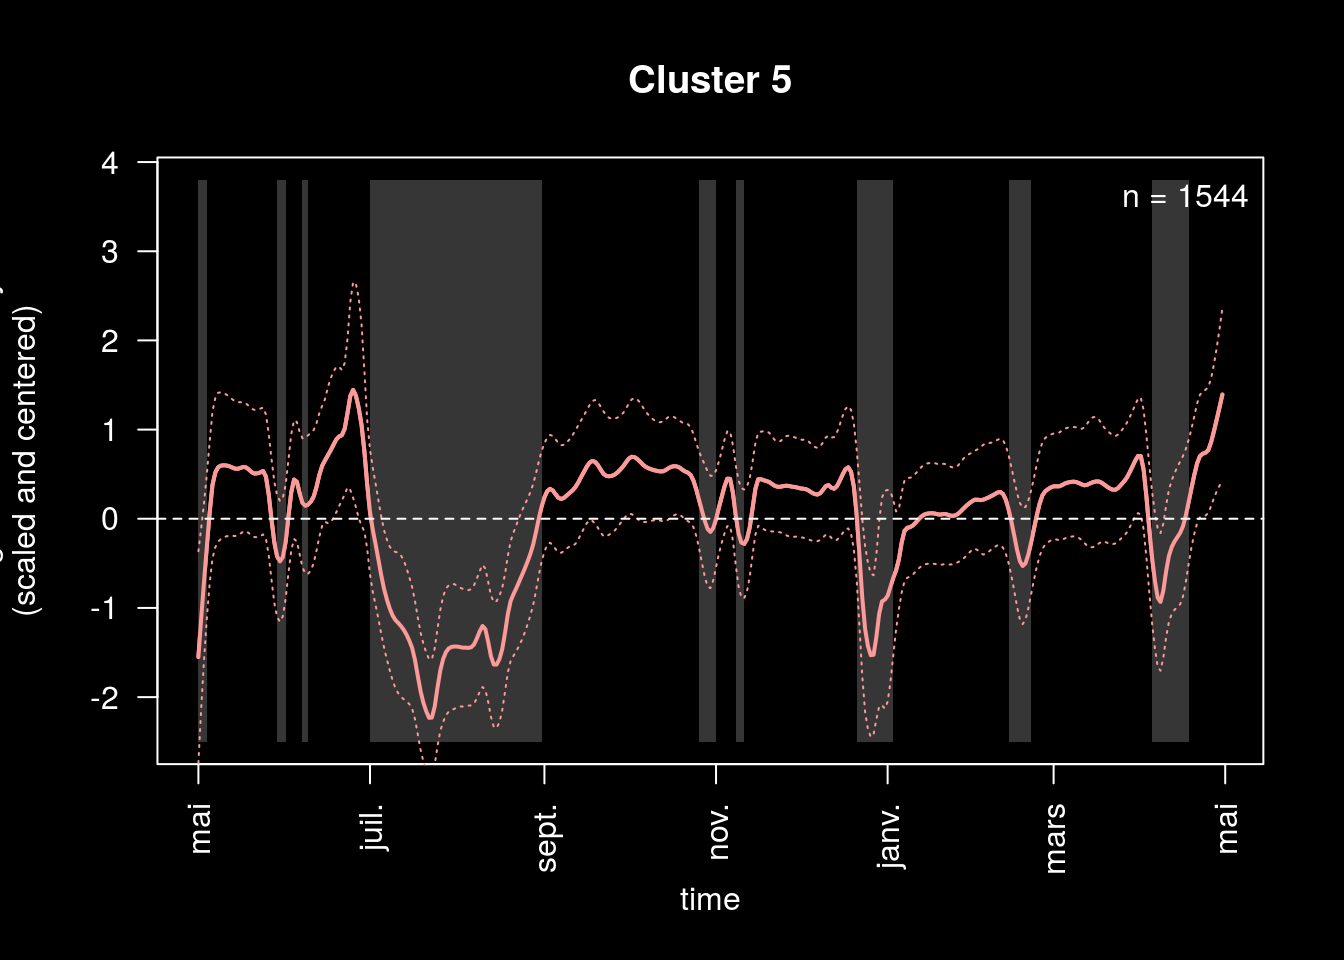 Cluster 5
n = 1544
4
3
2
1
0
-1
-2
(scaled and centered)
mai
juil.
sept.
nov.
janv.
mars
mai
time